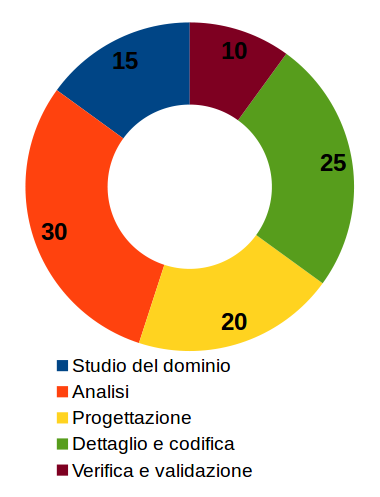 15
10
25
30
20
Studio del dominio
Analisi
Progettazione
Dettaglio e codifica
Verifica e validazione